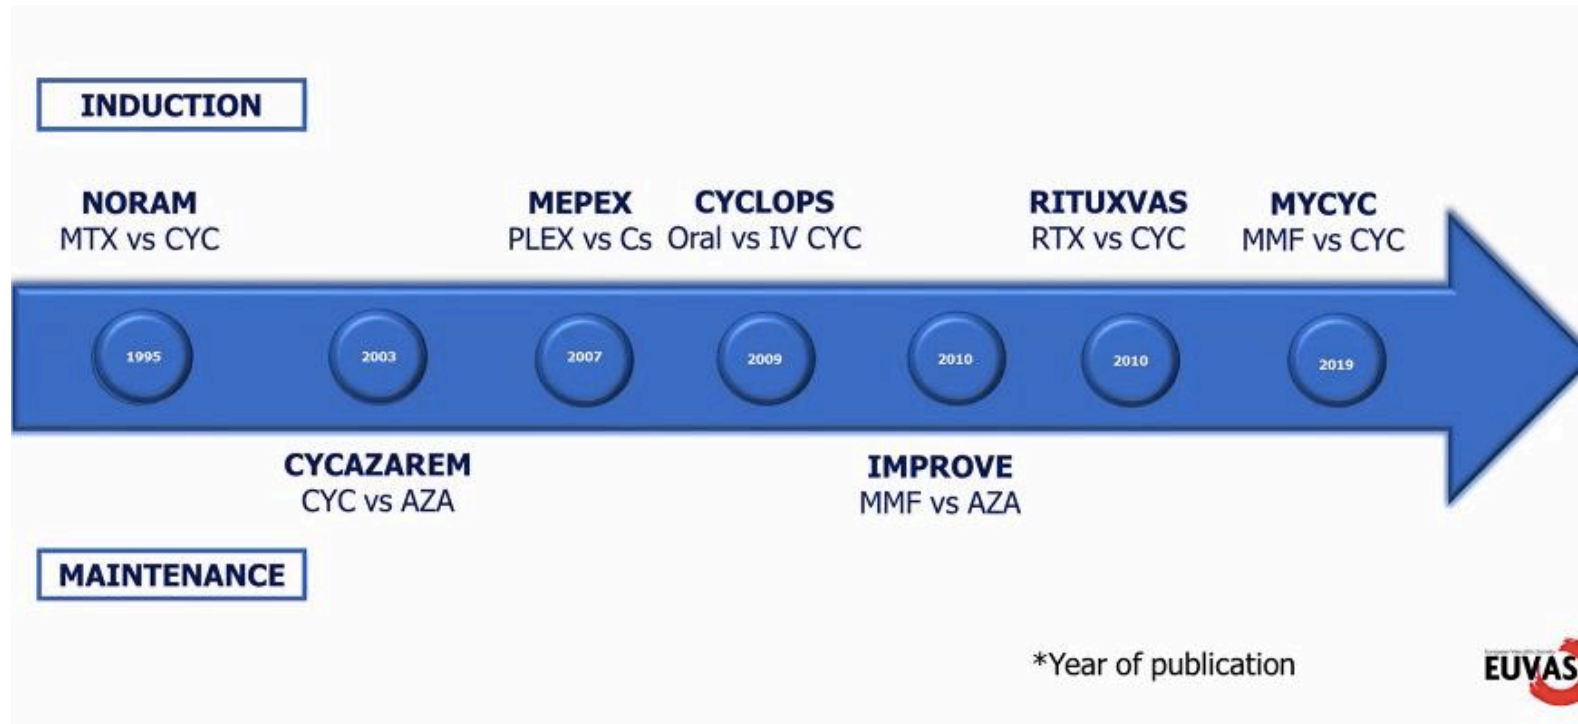 INDUCTION
NORAM
MTX vs CYC
MEPEX
PLEX vs Cs
CYCLOPS
Oral vs IV CYC
RITUXVAS
RTX vs CYC
MYCYC
MMF vs CYC
1995
2003
2007
2009
2010
2010
2019
CYCAZAREM
CYC vs AZA
IMPROVE
MMF vs AZA
MAINTENANCE
*Year of publication
EUVAS